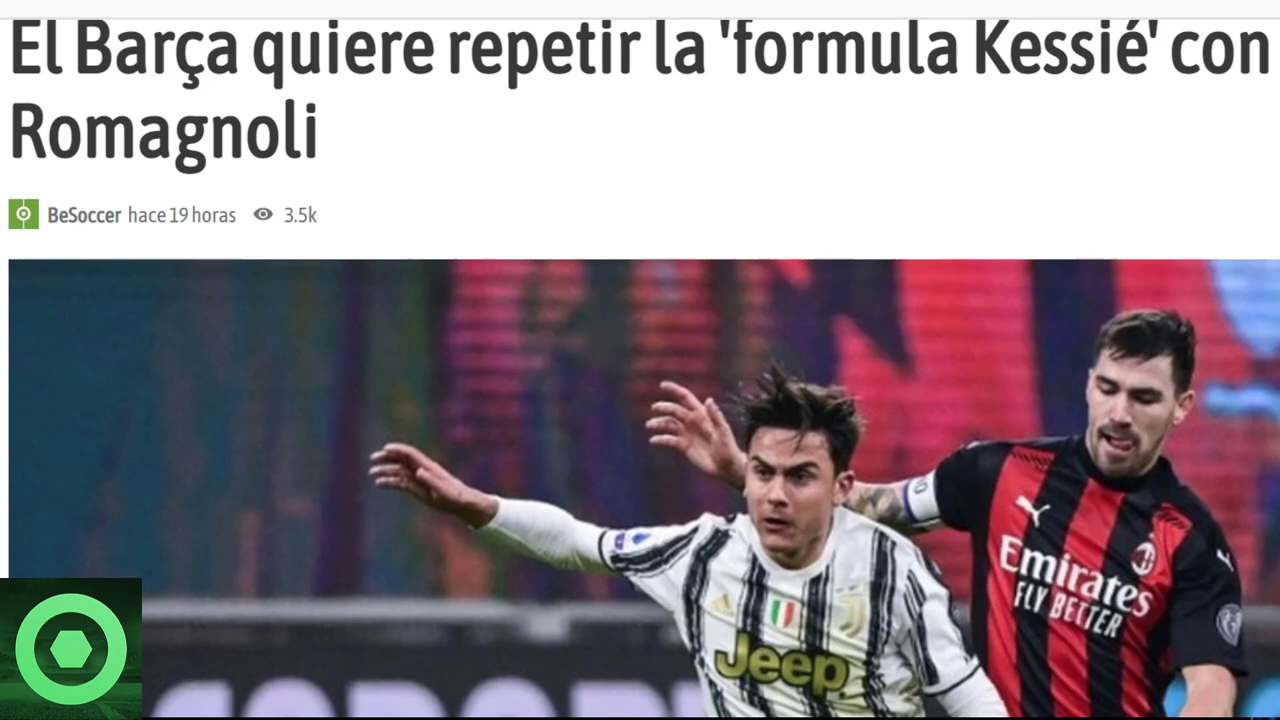 El Barça quiere repetir la 'formula Kessié' con
Romagnoli
BeSoccer hace 19 horas 3.5k
Emirates
FLY BETTER
Jeep